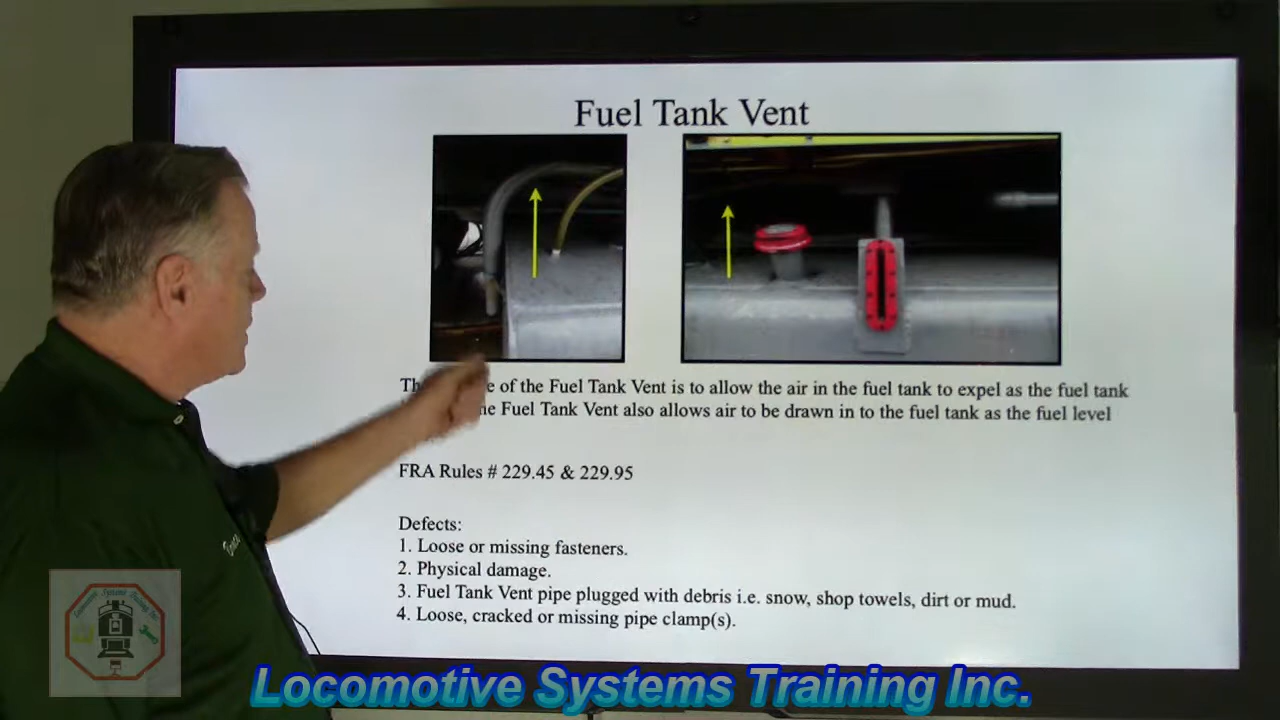 Fuel Tank Vent
Th e of the Fuel Tank Vent is to allow the air in the fuel tank to expel as the fuel tank
he Fuel Tank Vent also allows air to be drawn in to the fuel tank as the fuel level
FRA Rules # 229.45 & 229.95
Defects:
1. Loose or missing fasteners.
2. Physical damage.
3. Fuel Tank Vent pipe plugged with debris i.e. snow, shop towels, dirt or mud.
4. Loose, cracked or missing pipe clamp(s).
Locomotive Systems Training Inc.
Locomotive Systems Training Inc.